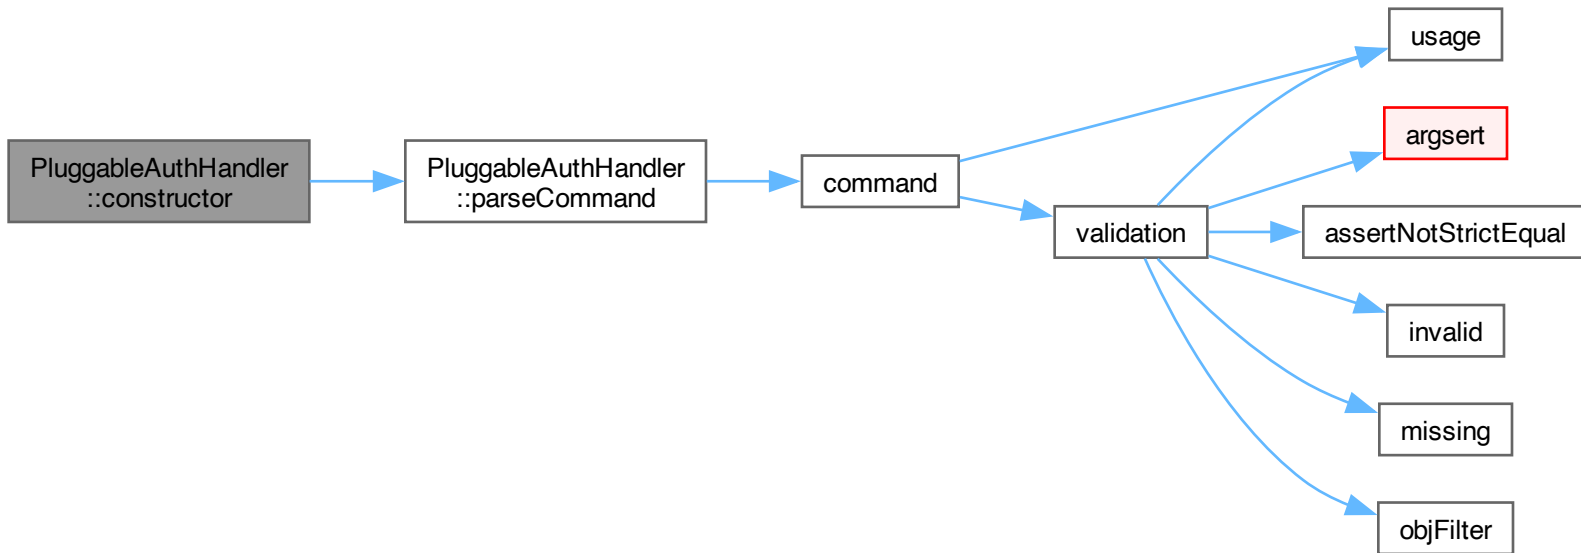 PluggableAuthHandler
::constructor
PluggableAuthHandler
::parseCommand
command
validation
usage
argsert
assertNotStrictEqual
invalid
missing
objFilter